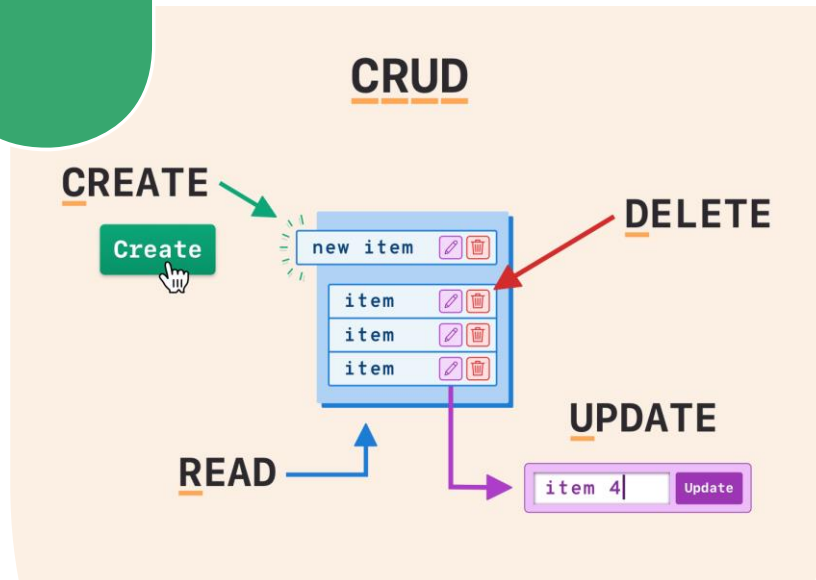 CRUD
CREATE
Create
DELETE
new item
item
item
item
UPDATE
READ
item 4
Update